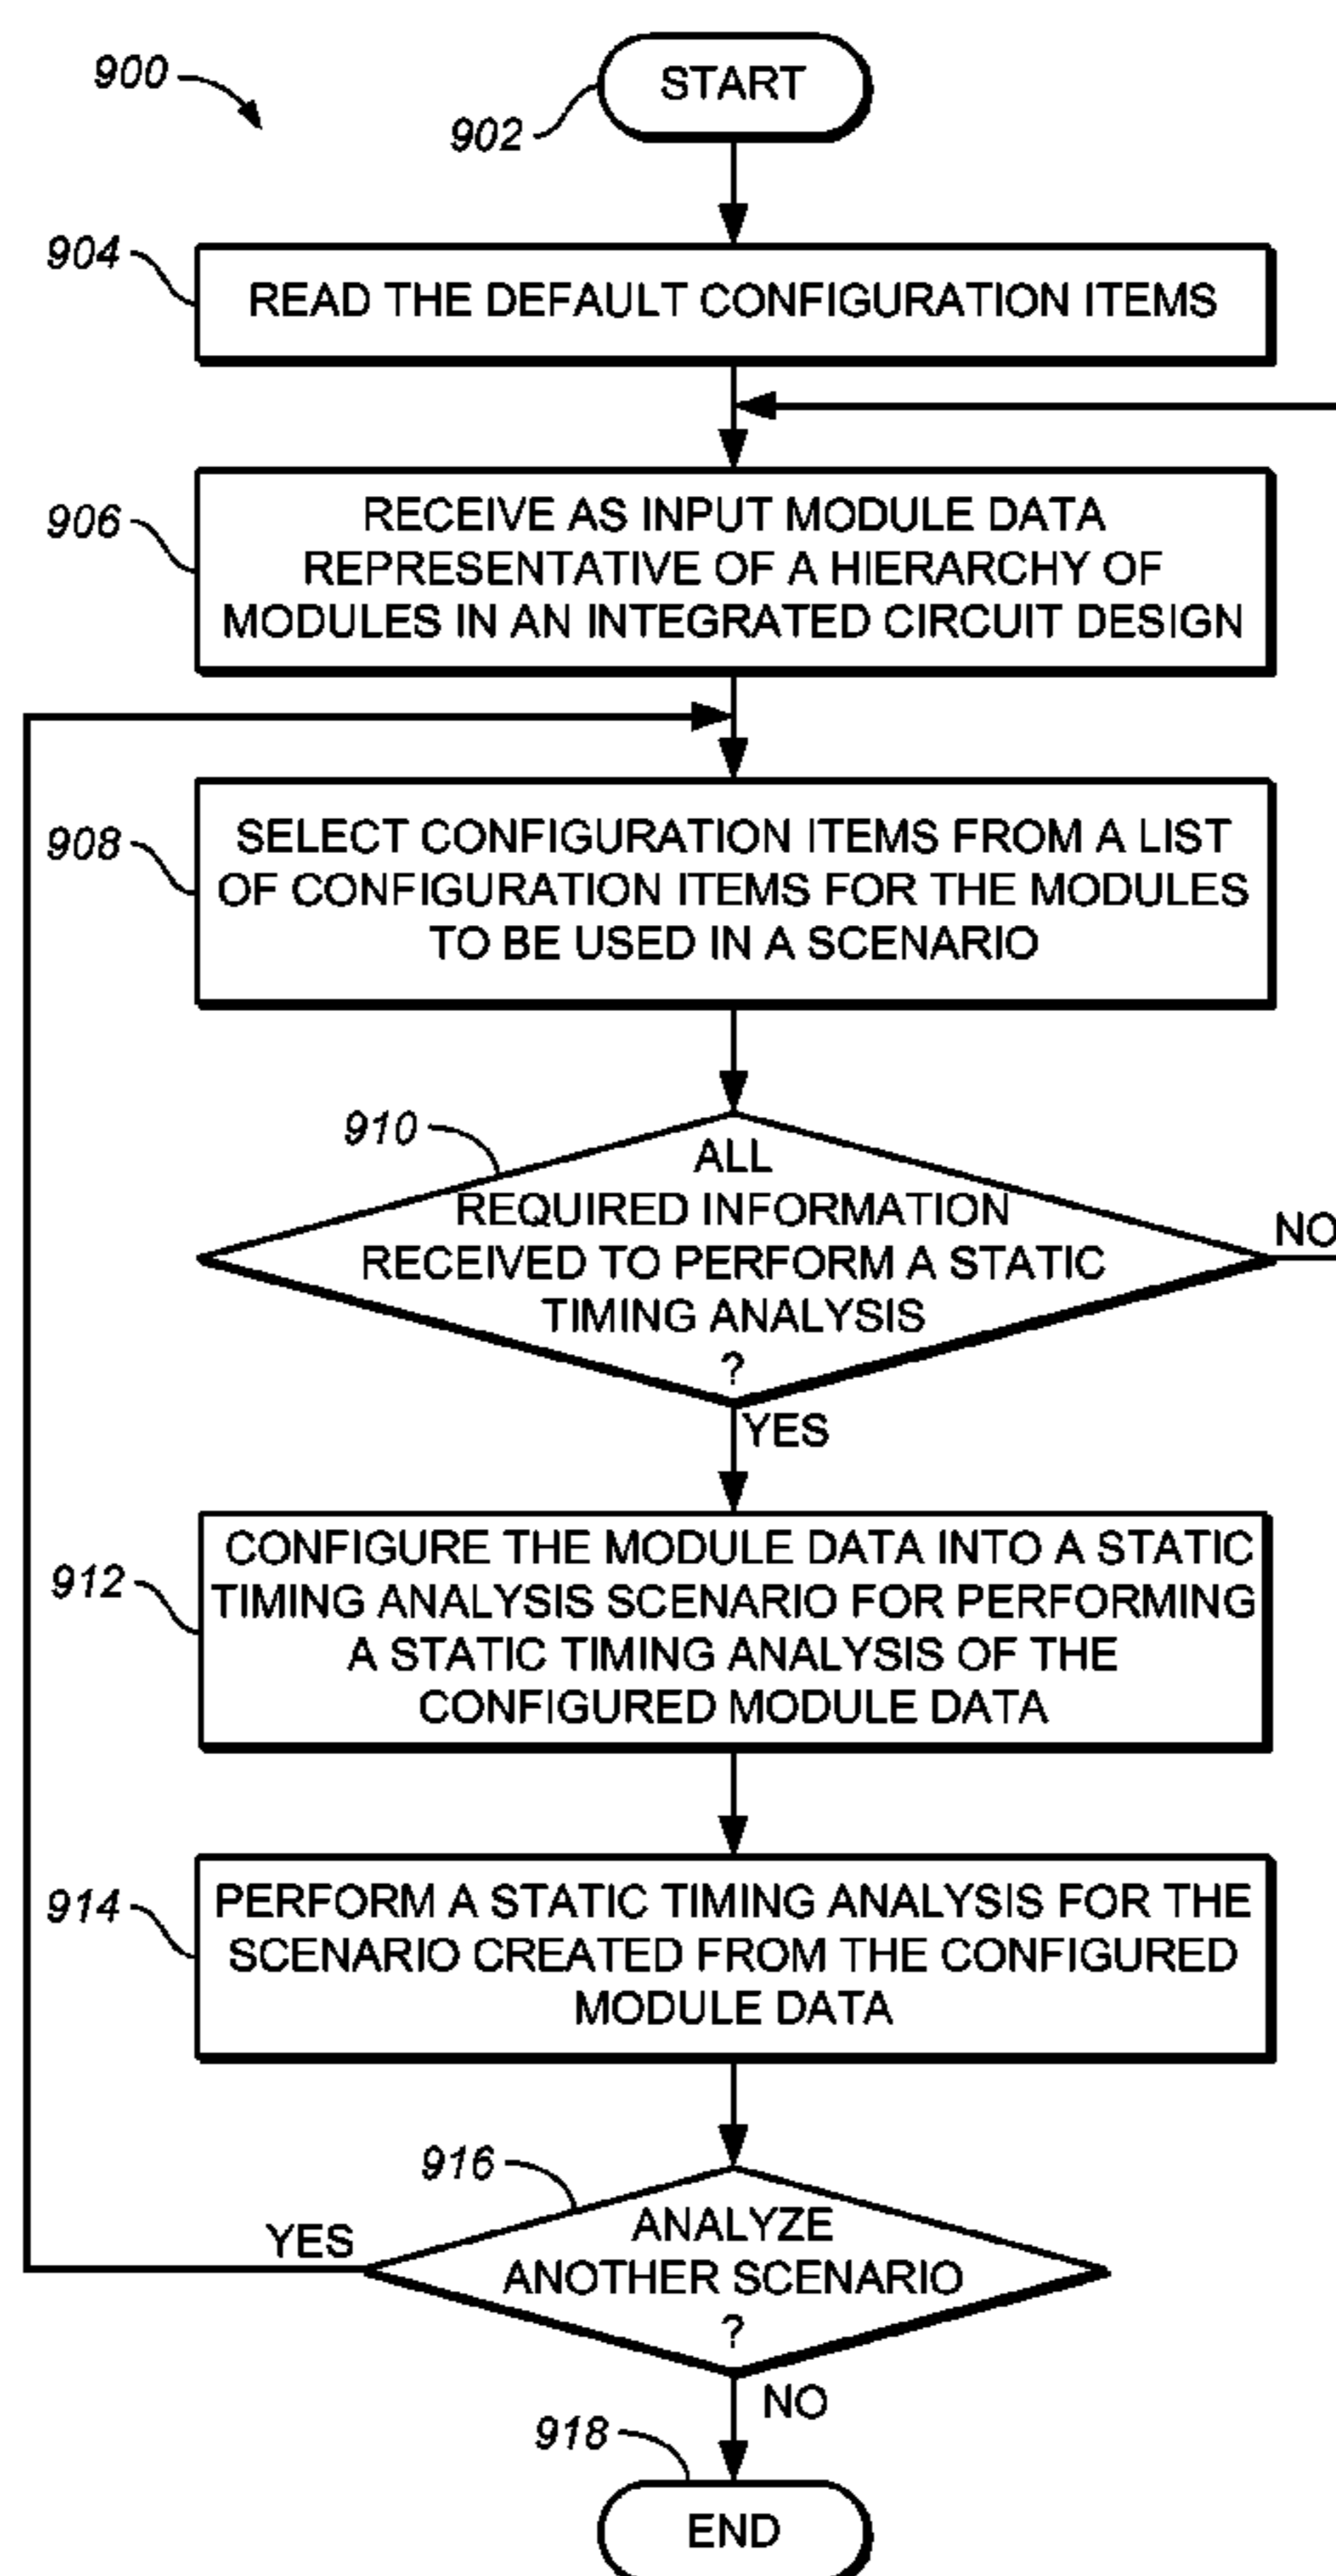 900
START
902
904
READ THE DEFAULT CONFIGURATION ITEMS
906
RECEIVE AS INPUT MODULE DATA
REPRESENTATIVE OF A HIERARCHY OF
MODULES IN AN INTEGRATED CIRCUIT DESIGN
908
SELECT CONFIGURATION ITEMS FROM A LIST
OF CONFIGURATION ITEMS FOR THE MODULES
TO BE USED IN A SCENARIO
910
ALL
REQUIRED INFORMATION
RECEIVED TO PERFORM A STATIC
TIMING ANALYSIS
?
NO
YES
912
CONFIGURE THE MODULE DATA INTO A STATIC
TIMING ANALYSIS SCENARIO FOR PERFORMING
A STATIC TIMING ANALYSIS OF THE
CONFIGURED MODULE DATA
914
PERFORM A STATIC TIMING ANALYSIS FOR THE
SCENARIO CREATED FROM THE CONFIGURED
MODULE DATA
916
ANALYZE
ANOTHER SCENARIO
?
YES
NO
918
END